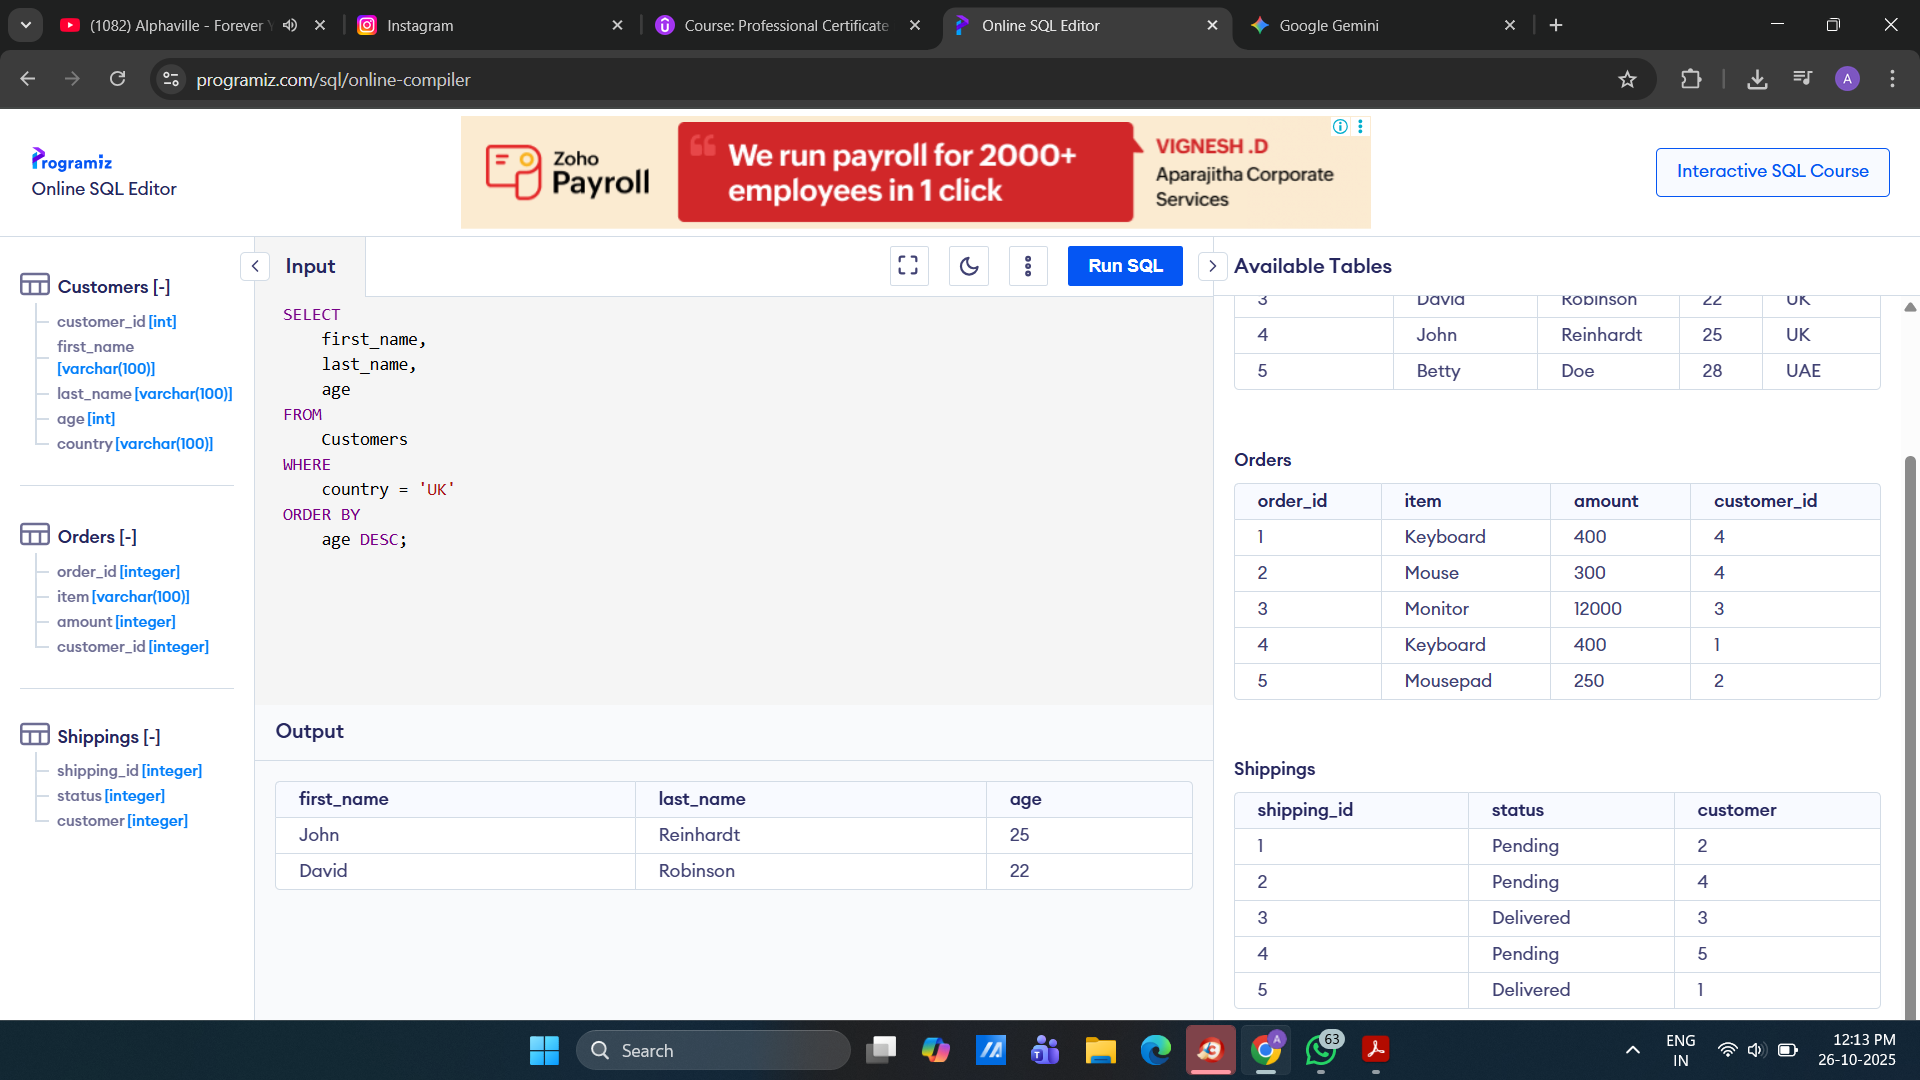 (1082) Alphaville - Forever
Instagram
Course: Professional Certificate
Online SQL Editor
Google Gemini
programiz.com/sql/online-compiler
A
Programiz
Online SQL Editor
Zoho
Payroll
We run payroll for 2000+
employees in 1 click
VIGNESH .D
Aparajitha Corporate
Services
Interactive SQL Course
Customers [-]
customer_id [int]
first_name
[varchar(100)]
last_name [varchar(100)]
age [int]
country [varchar(100)]
Orders [-]
order_id [integer]
item [varchar(100)]
amount [integer]
customer_id [integer]
Shippings [-]
shipping_id [integer]
status [integer]
customer [integer]
Input
Run SQL
SELECT
first_name,
last_name,
age
FROM
Customers
WHERE
country = 'UK'
ORDER BY
age DESC;
Output
first_name last_name age
John Reinhardt 25
David Robinson 22
Available Tables
3 David Robinson 22 UK
4 John Reinhardt 25 UK
5 Betty Doe 28 UAE
Orders
order_id item amount customer_id
1 Keyboard 400 4
2 Mouse 300 4
3 Monitor 12000 3
4 Keyboard 400 1
5 Mousepad 250 2
Shippings
shipping_id status customer
1 Pending 2
2 Pending 4
3 Delivered 3
4 Pending 5
5 Delivered 1
Search
A
63
ENG
IN
12:13 PM
26-10-2025